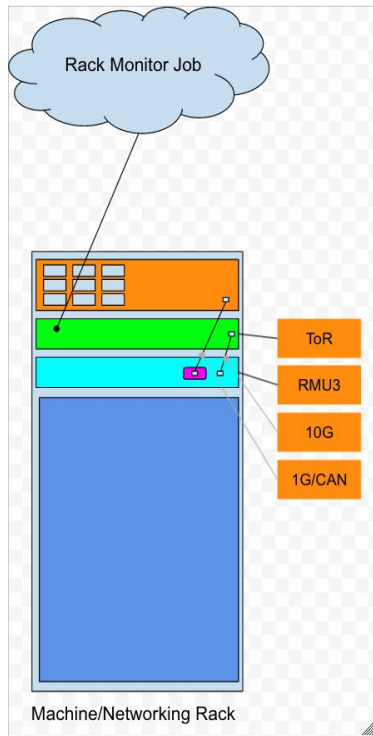 Rack Monitor Job
ToR
RMU3
10G
1G/CAN
Machine/Networking Rack